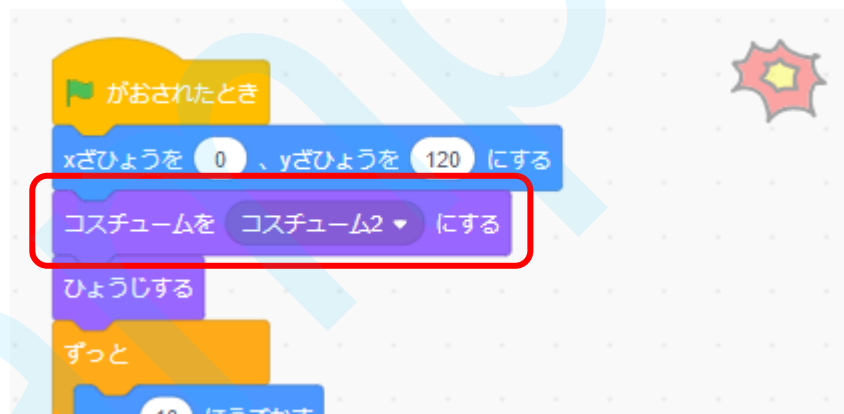 がおされたとき
xざひょうを 0 、yざひょうを 120 にする
コスチュームを コスチューム2 にする
ひょうじする
ずっと
10